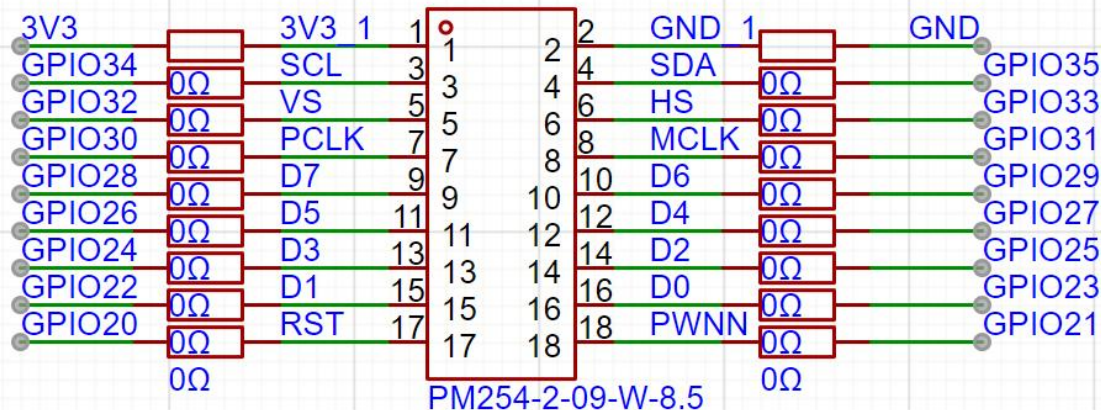 3V3 3V3_1 1 1 2 2 GND_1 GND
GPIO34 0Ω SCL 3 3 4 4 SDA 0Ω GPIO35
GPIO32 0Ω VS 5 5 6 6 HS 0Ω GPIO33
GPIO30 0Ω PCLK 7 7 8 8 MCLK 0Ω GPIO31
GPIO28 0Ω D7 9 9 10 10 D6 0Ω GPIO29
GPIO26 0Ω D5 11 11 12 12 D4 0Ω GPIO27
GPIO24 0Ω D3 13 13 14 14 D2 0Ω GPIO25
GPIO22 0Ω D1 15 15 16 16 D0 0Ω GPIO23
GPIO20 0Ω RST 17 17 18 18 PWNN 0Ω GPIO21
0Ω 0Ω
PM254-2-09-W-8.5